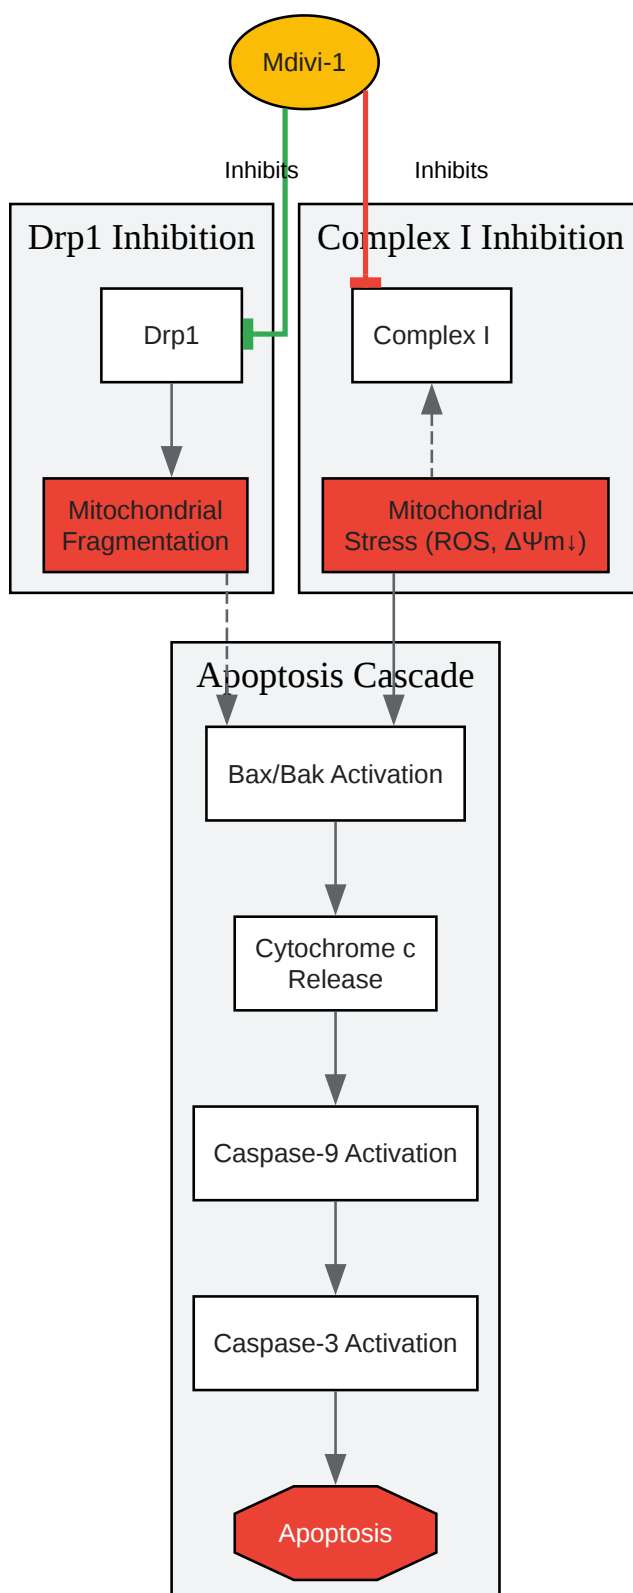 Mdivi-1
Inhibits
Inhibits
Drp1 Inhibition
Complex I Inhibition
Drp1
Complex I
Mitochondrial
Fragmentation
Mitochondrial
Stress (ROS, ΔΨm↓)
Apoptosis Cascade
Bax/Bak Activation
Cytochrome c
Release
Caspase-9 Activation
Caspase-3 Activation
Apoptosis